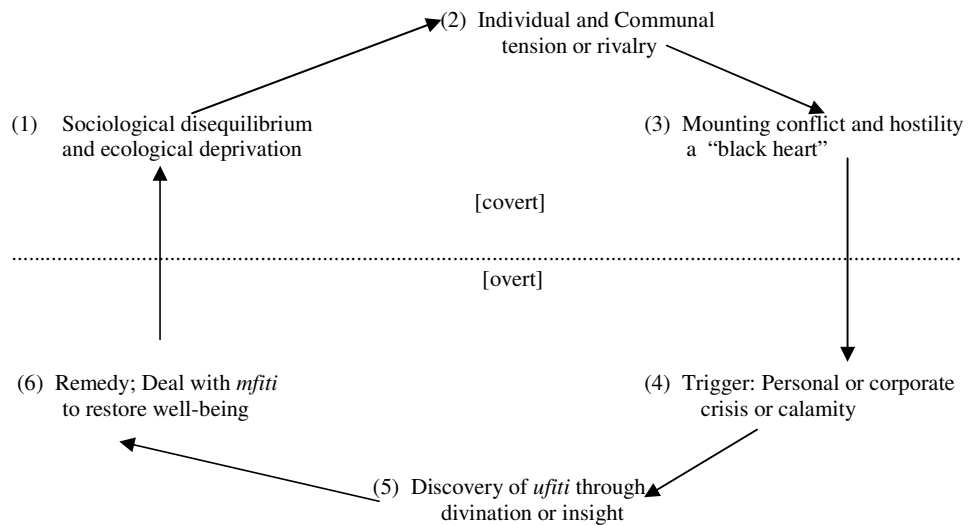 (2) Individual and Communal
tension or rivalry
(1) Sociological disequilibrium
and ecological deprivation
(3) Mounting conflict and hostility
a “black heart”
[covert]
[overt]
(6) Remedy; Deal with mfiti
to restore well-being
(4) Trigger: Personal or corporate
crisis or calamity
(5) Discovery of ufiti through
divination or insight